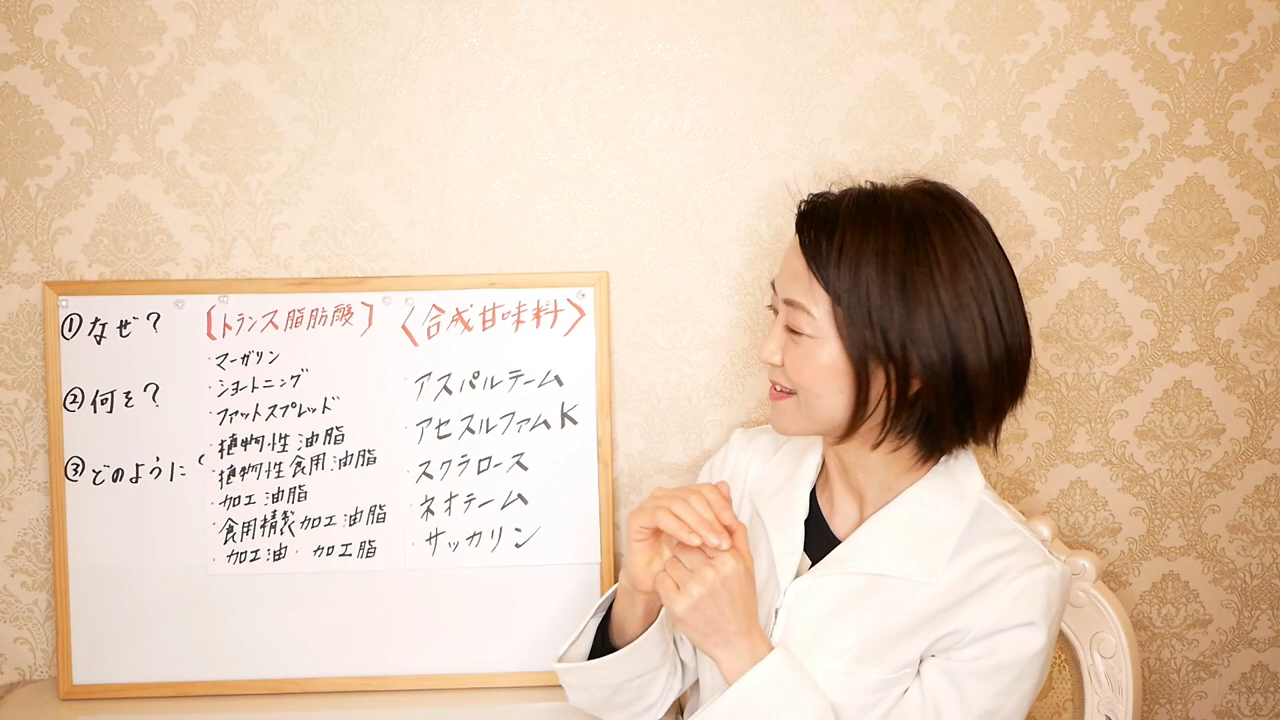 ①なぜ？
②何を？
③どのように
〔トランス脂肪酸〕
・マーガリン
・ショートニング
・ファットスプレッド
・植物性油脂
・植物性食用油脂
・加工油脂
・食用精製加工油脂
・加工油・加工脂
〈合成甘味料〉
・アスパルテーム
・アセスルファムK
・スクラロース
・ネオテーム
・サッカリン